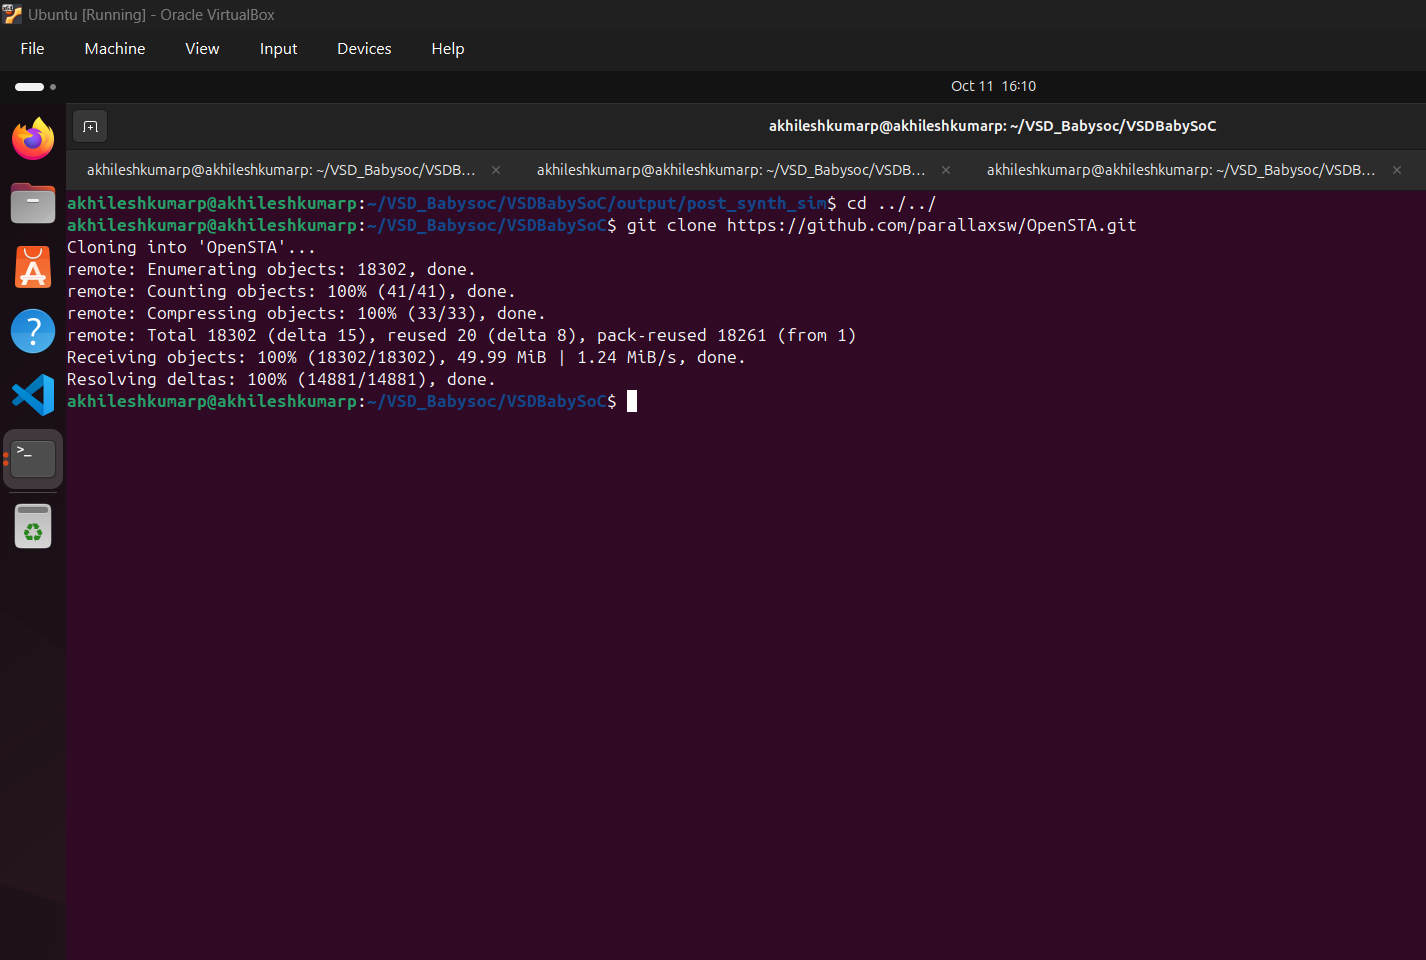 Ubuntu [Running] - Oracle VirtualBox
File Machine View Input Devices Help
Oct 11 16:10
akhileshkumarp@akhileshkumarp: ~/VSD_Babysoc/VSDBabySoC
akhileshkumarp@akhileshkumarp: ~/VSD_Babysoc/VSDB... × akhileshkumarp@akhileshkumarp: ~/VSD_Babysoc/VSDB... × akhileshkumarp@akhileshkumarp: ~/VSD_Babysoc/VSDB... ×
akhileshkumarp@akhileshkumarp:~/VSD_Babysoc/VSDBabySoC/output/post_synth_sim$ cd ../../
akhileshkumarp@akhileshkumarp:~/VSD_Babysoc/VSDBabySoC$ git clone https://github.com/parallaxsw/OpenSTA.git
Cloning into 'OpenSTA'...
remote: Enumerating objects: 18302, done.
remote: Counting objects: 100% (41/41), done.
remote: Compressing objects: 100% (33/33), done.
remote: Total 18302 (delta 15), reused 20 (delta 8), pack-reused 18261 (from 1)
Receiving objects: 100% (18302/18302), 49.99 MiB | 1.24 MiB/s, done.
Resolving deltas: 100% (14881/14881), done.
akhileshkumarp@akhileshkumarp:~/VSD_Babysoc/VSDBabySoC$